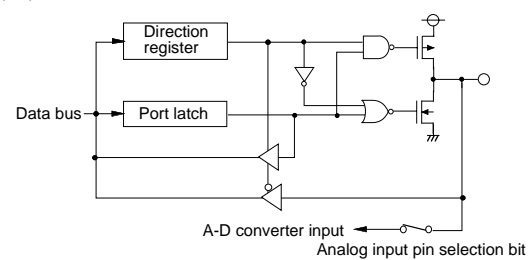 Direction
register
Data bus
Port latch
A-D converter input
Analog input pin selection bit